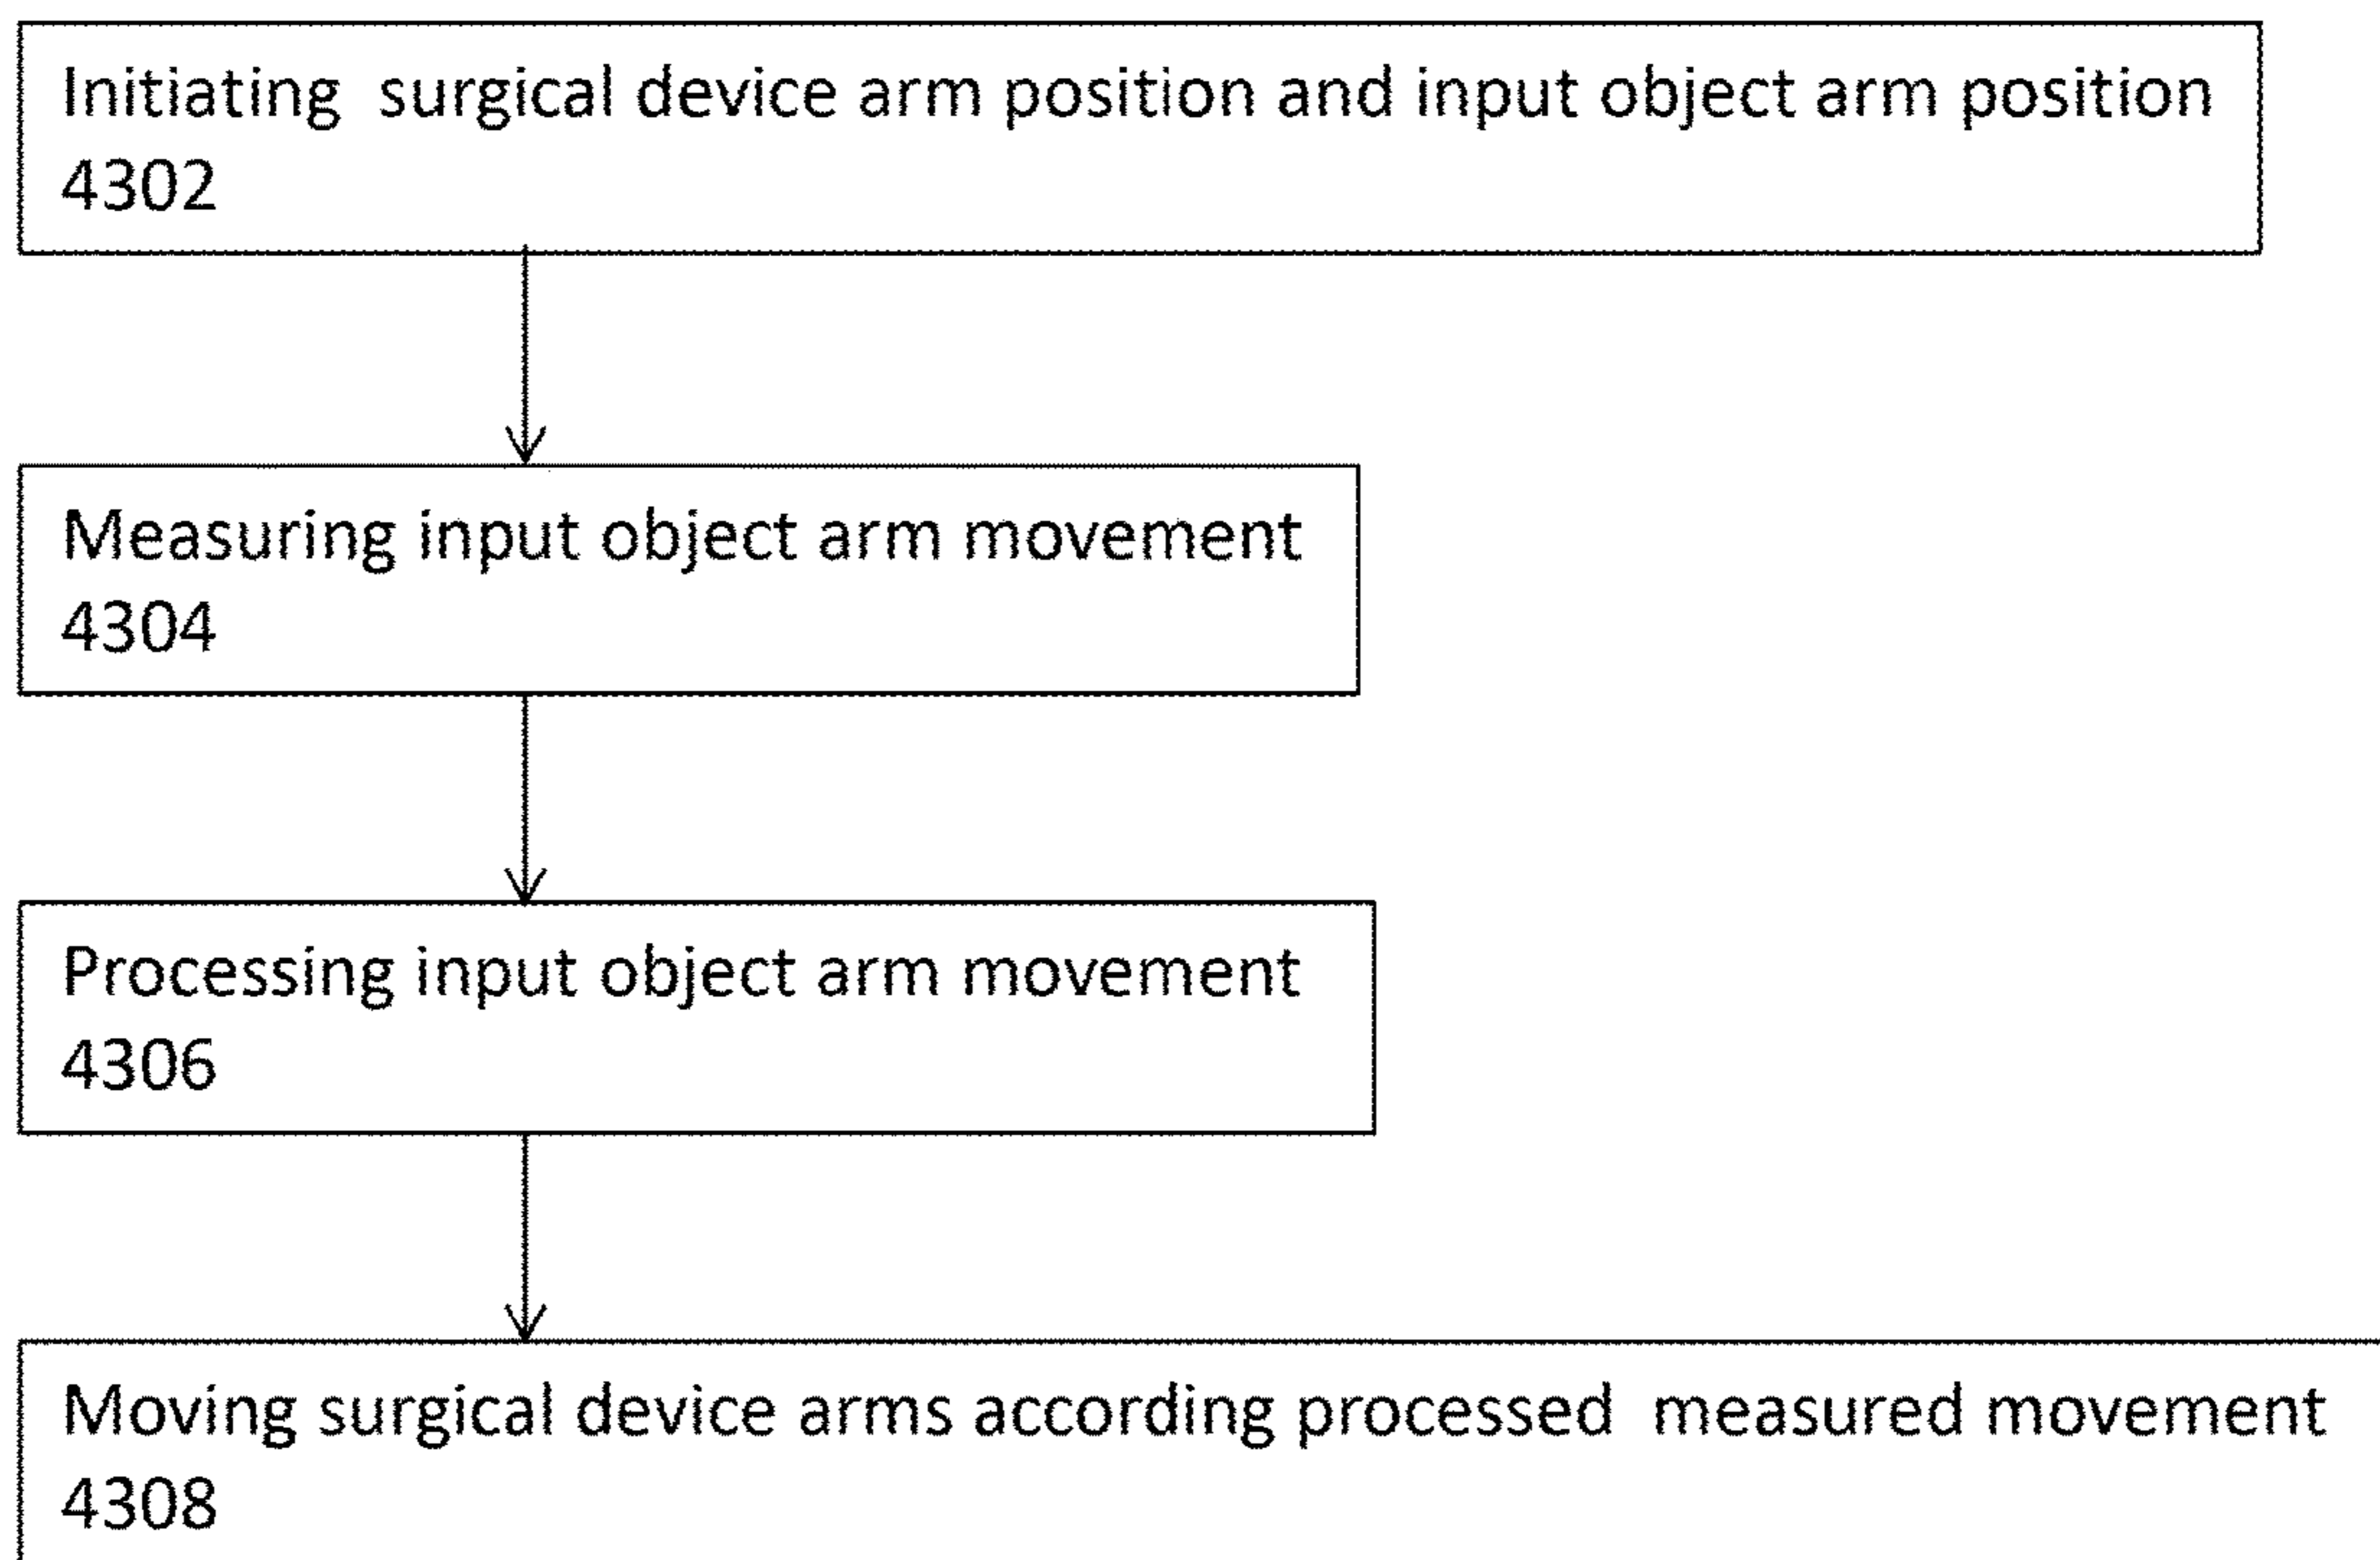 Initiating surgical device arm position and input object arm position
4302
Measuring input object arm movement
4304
Processing input object arm movement
4306
Moving surgical device arms according processed measured movement
4308